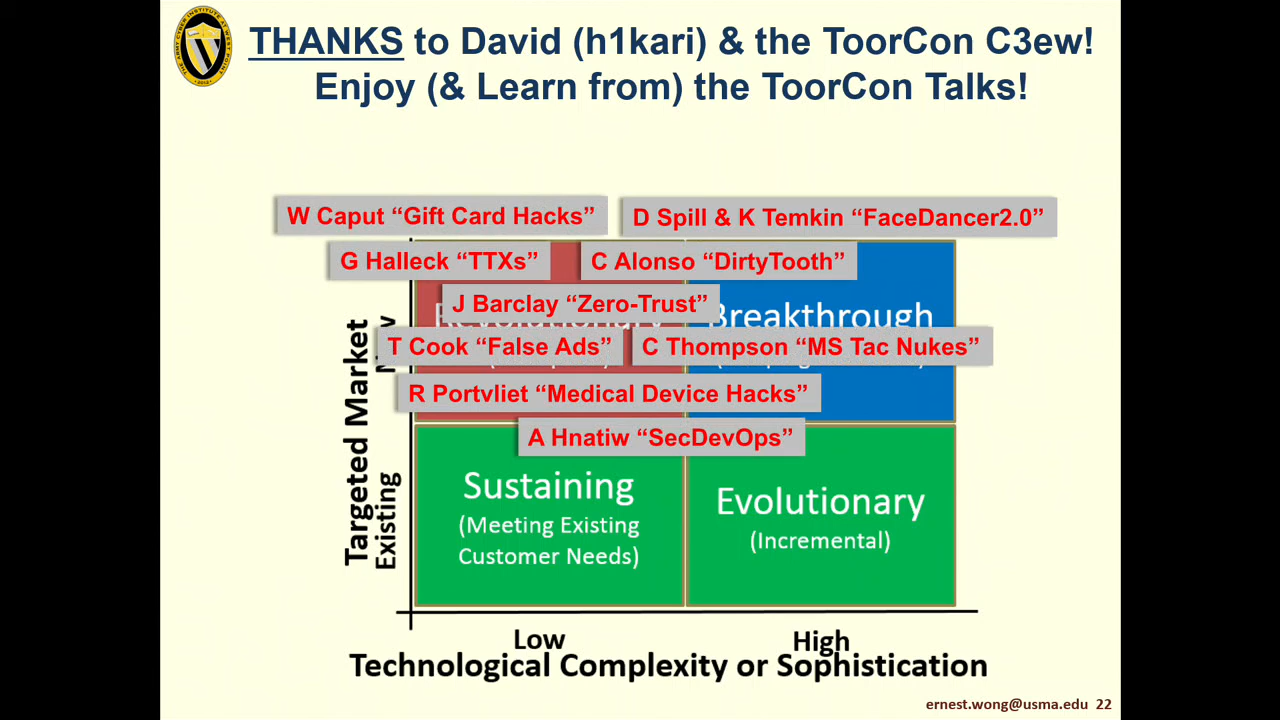 THANKS to David (h1kari) & the ToorCon C3ew!
Enjoy (& Learn from) the ToorCon Talks!
W Caput “Gift Card Hacks”
D Spill & K Temkin “FaceDancer2.0”
G Halleck “TTXs”
C Alonso “DirtyTooth”
J Barclay “Zero-Trust”
Breakthrough
T Cook “False Ads”
C Thompson “MS Tac Nukes”
R Portvliet “Medical Device Hacks”
A Hnatiw “SecDevOps”
Targeted Market
Existing
Sustaining
(Meeting Existing
Customer Needs)
Evolutionary
(Incremental)
Low
High
Technological Complexity or Sophistication
ernest.wong@usma.edu 22